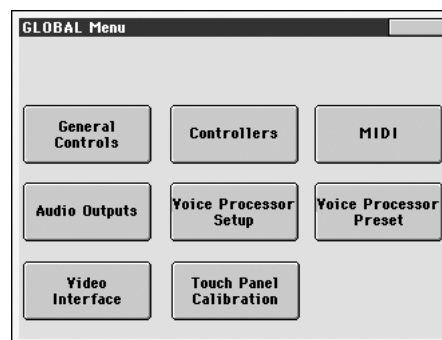 GLOBAL Menu
General
Controls
Controllers
MIDI
Audio Outputs
Voice Processor
Setup
Voice Processor
Preset
Video
Interface
Touch Panel
Calibration